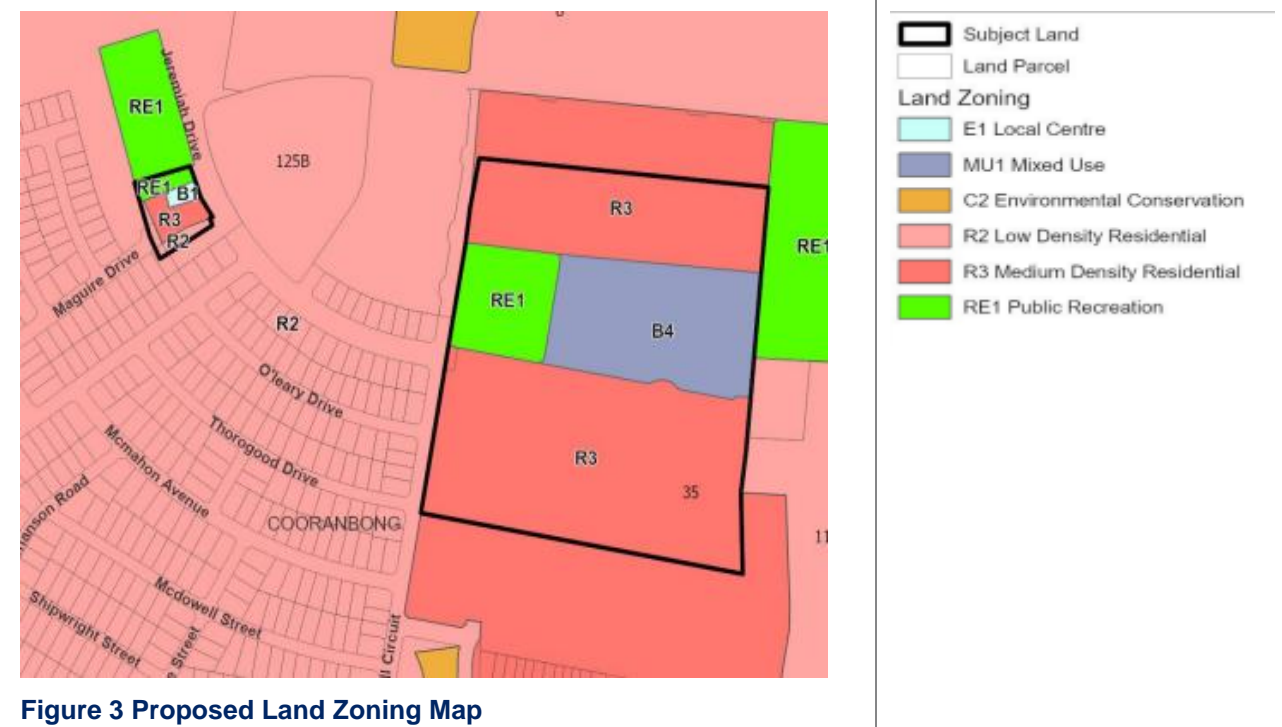 Jeremiah Drive
RE1
125B
RE1
B1
R3
R2
Maguire Drive
R3
RE1
RE1
B4
R2
O'leary Drive
Thorogood Drive
Mcmahon Avenue
R3
35
COORANBONG
11
Mcdowell Street
Shipwright Street
Street
Circuit
Subject Land
Land Parcel
Land Zoning
E1 Local Centre
MU1 Mixed Use
C2 Environmental Conservation
R2 Low Density Residential
R3 Medium Density Residential
RE1 Public Recreation
Figure 3 Proposed Land Zoning Map